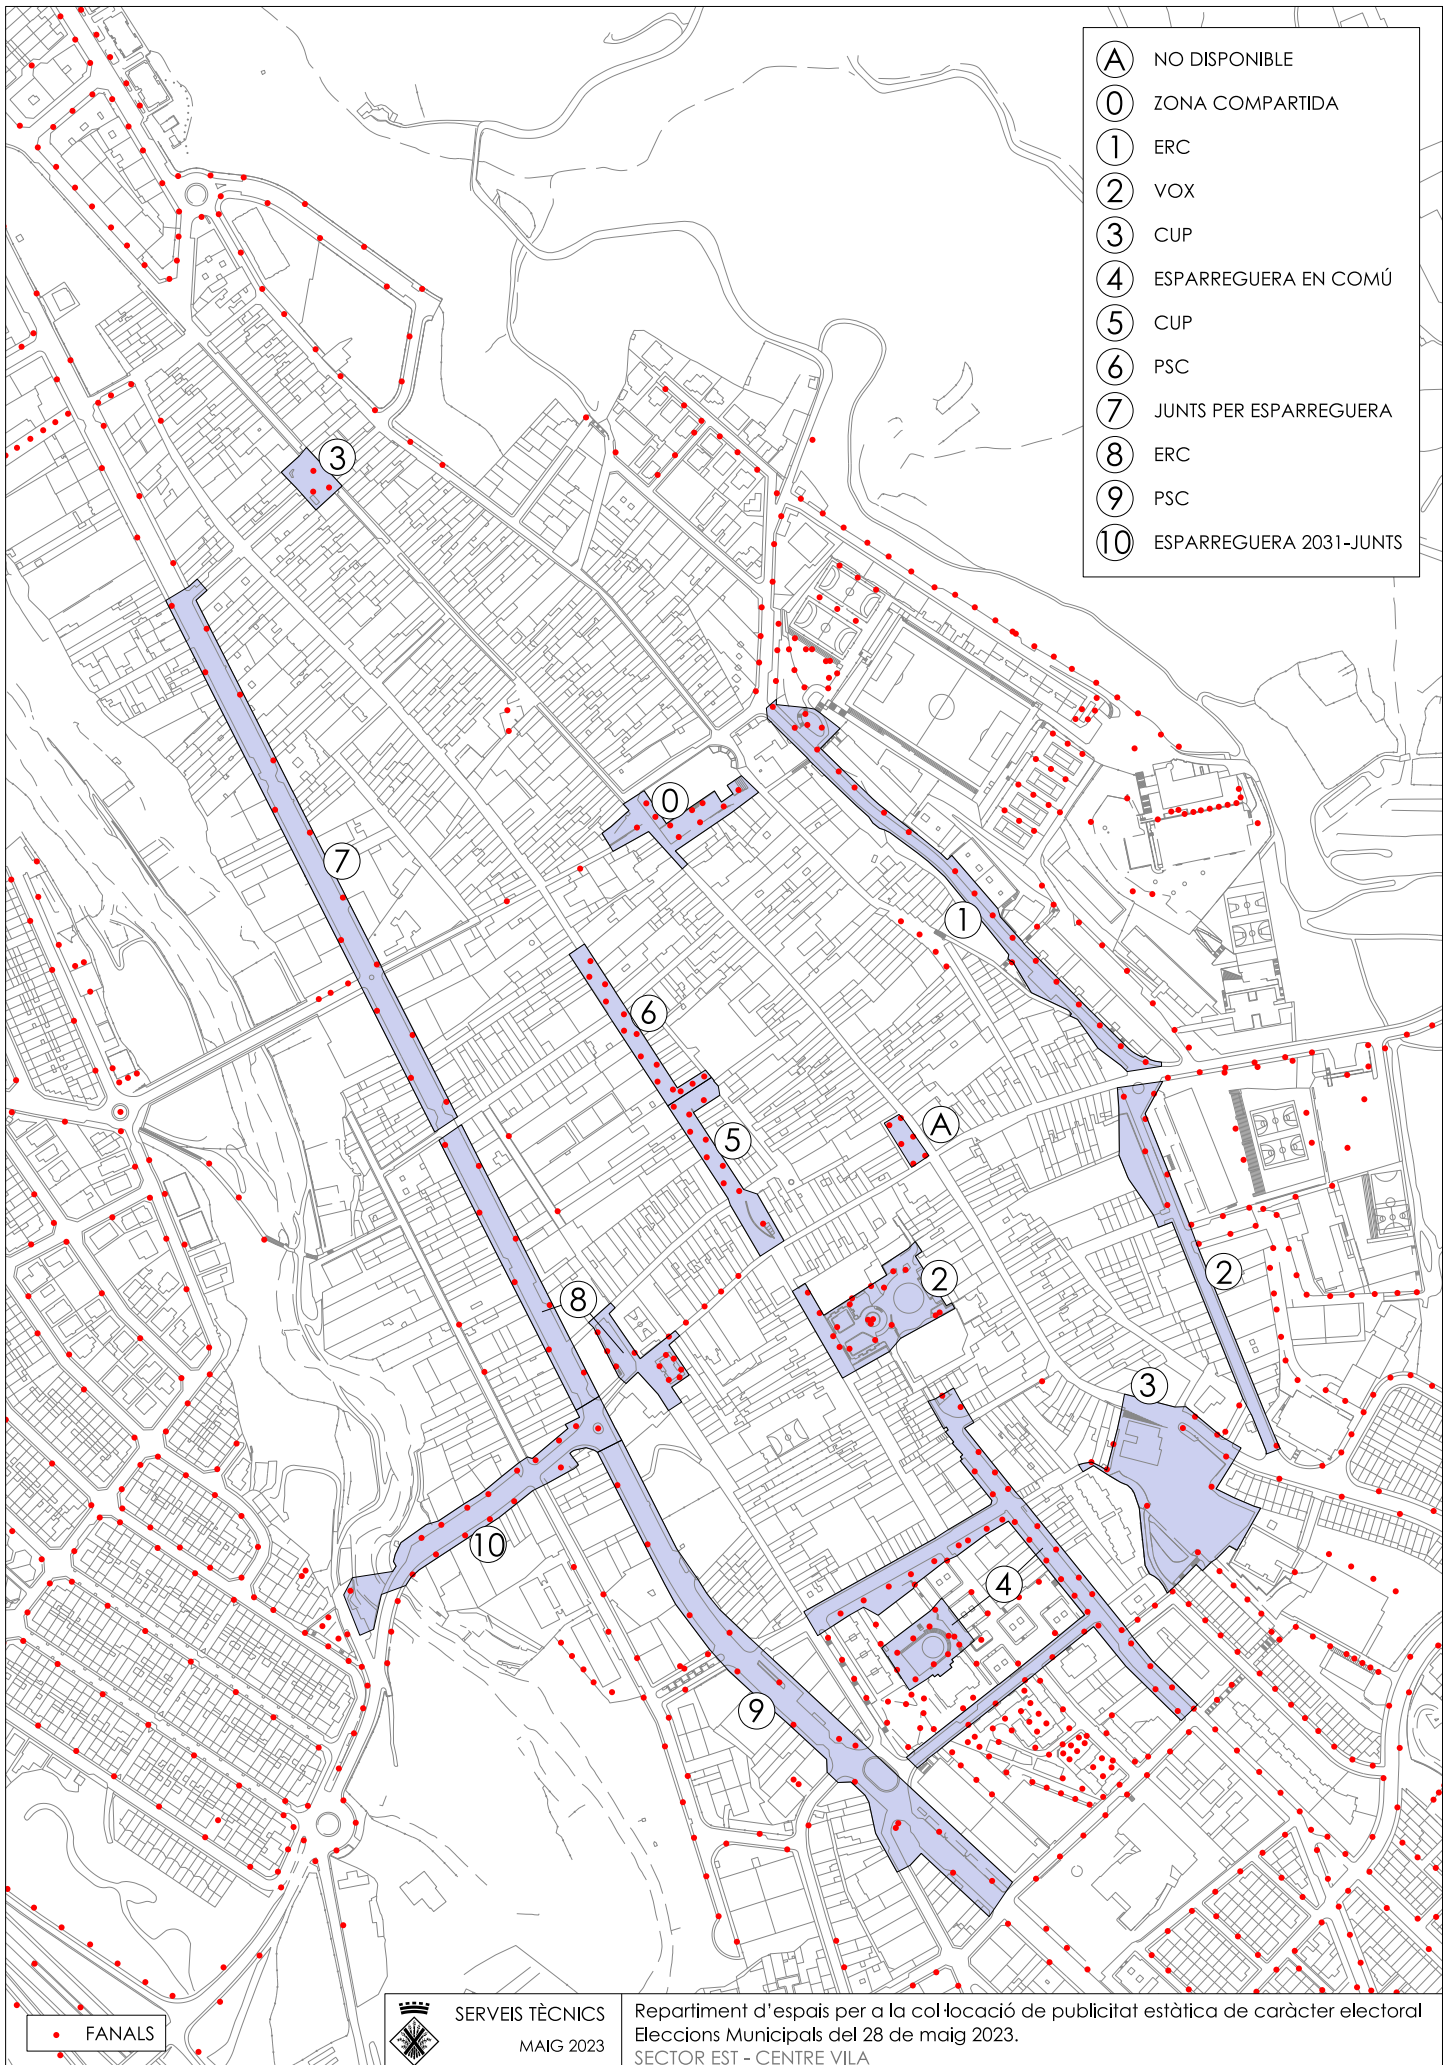 A NO DISPONIBLE
0 ZONA COMPARTIDA
1 ERC
2 VOX
3 CUP
4 ESPARREGUERA EN COMÚ
5 CUP
6 PSC
7 JUNTS PER ESPARREGUERA
8 ERC
9 PSC
10 ESPARREGUERA 2031-JUNTS
3
0
7
1
6
5
A
2
2
8
3
10
4
9
FANALS
SERVEIS TÈCNICS
MAIG 2023
Repartiment d'espais per a la col·locació de publicitat estàtica de caràcter electoral
Eleccions Municipals del 28 de maig 2023.
SECTOR EST - CENTRE VILA